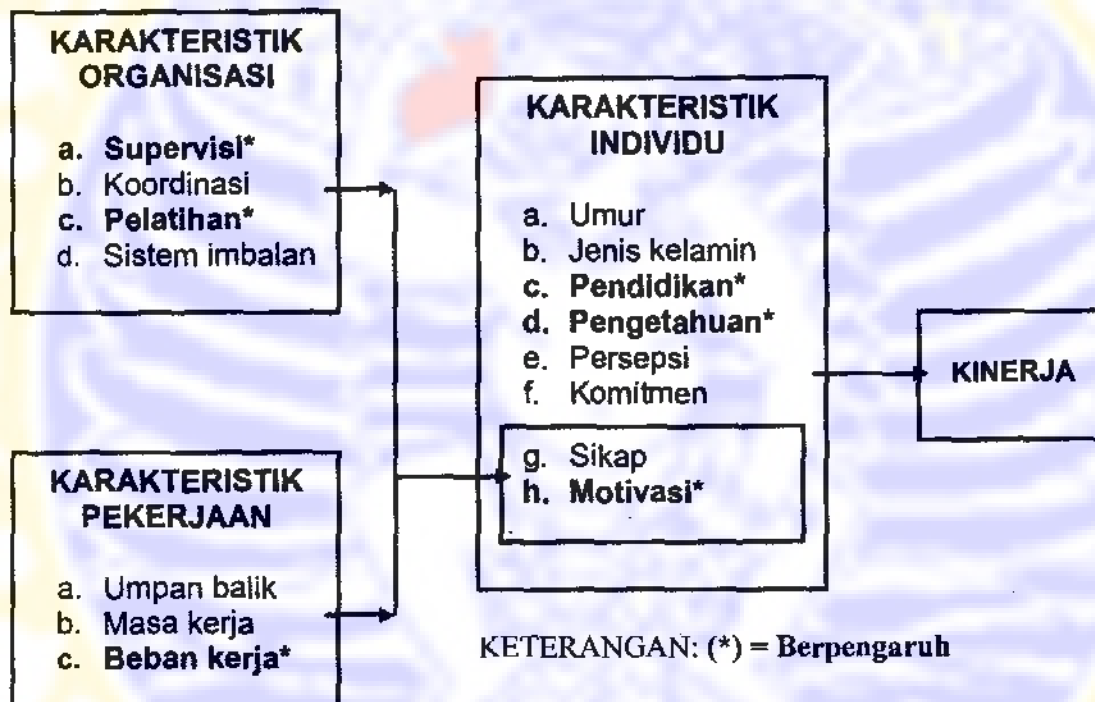 KARAKTERISTIK
ORGANISASI
a. Supervisi*
b. Koordinasi
c. Pelatihan*
d. Sistem imbalan
KARAKTERISTIK
PEKERJAAN
a. Umpan balik
b. Masa kerja
c. Beban kerja*
KARAKTERISTIK
INDIVIDU
a. Umur
b. Jenis kelamin
c. Pendidikan*
d. Pengetahuan*
e. Persepsi
f. Komitmen
g. Sikap
h. Motivasi*
KINERJA
KETERANGAN: (*) = Berpengaruh